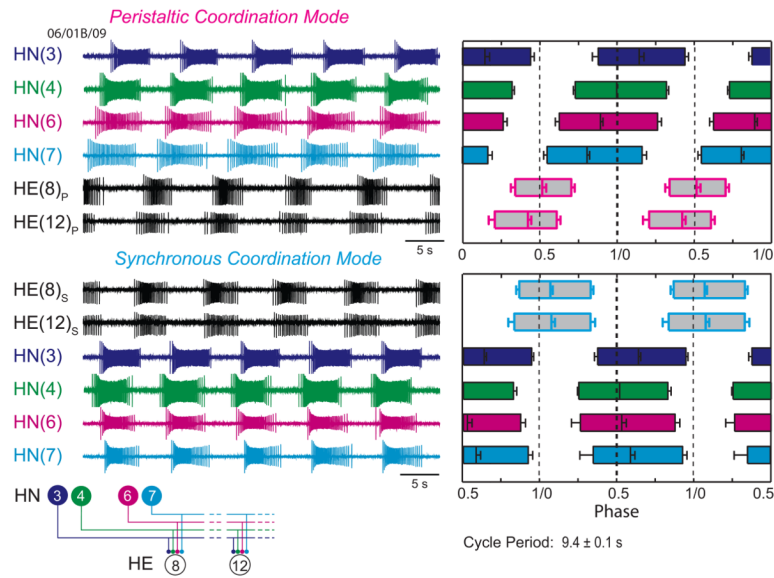 Peristaltic Coordination Mode
06/01B/09
HN(3)
HN(4)
HN(6)
HN(7)
HE(8)P
HE(12)P
5 s
0 0.5 1/0 0.5 1/0
Synchronous Coordination Mode
HE(8)S
HE(12)S
HN(3)
HN(4)
HN(6)
HN(7)
5 s
0.5 1/0 0.5 1/0 0.5
Phase
HN 3 4 6 7
Cycle Period: 9.4 ± 0.1 s
HE 8 12